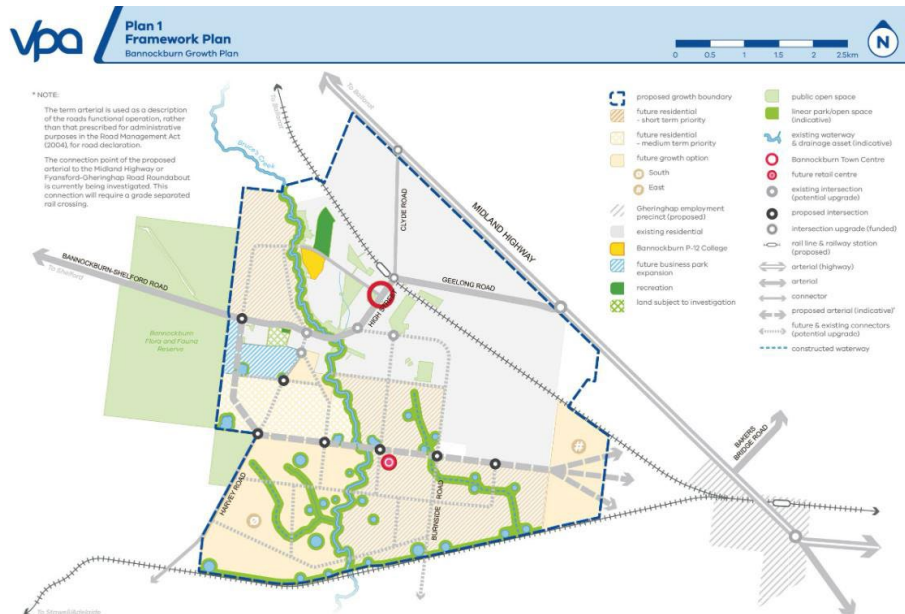 vpa
Plan 1
Framework Plan
Bannockburn Growth Plan
0 0.5 1 1.5 2 2.5km
N
* NOTE:
The term arterial is used as a description
of the roads functional operation, rather
than that prescribed for administrative
purposes in the Road Management Act
(2004), for road declaration.
The connection point of the proposed
arterial to the Midland Highway or
Fyansford-Gheringhap Road Roundabout
is currently being investigated. This
connection will require a grade separated
rail crossing.
proposed growth boundary
future residential
- short term priority
future residential
- medium term priority
future growth option
South
East
Gheringhap employment
precinct (proposed)
existing residential
Bannockburn P-12 College
future business park
expansion
recreation
land subject to investigation
public open space
linear park/open space
(indicative)
existing waterway
& drainage asset (indicative)
Bannockburn Town Centre
future retail centre
existing intersection
(potential upgrade)
proposed intersection
intersection upgrade (funded)
rail line & railway station
(proposed)
arterial (highway)
arterial
connector
proposed arterial (indicative)*
future & existing connectors
(potential upgrade)
constructed waterway
To Ballarat
To Ballarat
Bruces Creek
MIDLAND HIGHWAY
CLYDE ROAD
GEELONG ROAD
HIGH STREET
BANNOCKBURN-SHELFORD ROAD
To Shelford
Bannockburn
Flora and Fauna
Reserve
HARVEY ROAD
BURNSIDE ROAD
BAKERS
BRIDGE ROAD